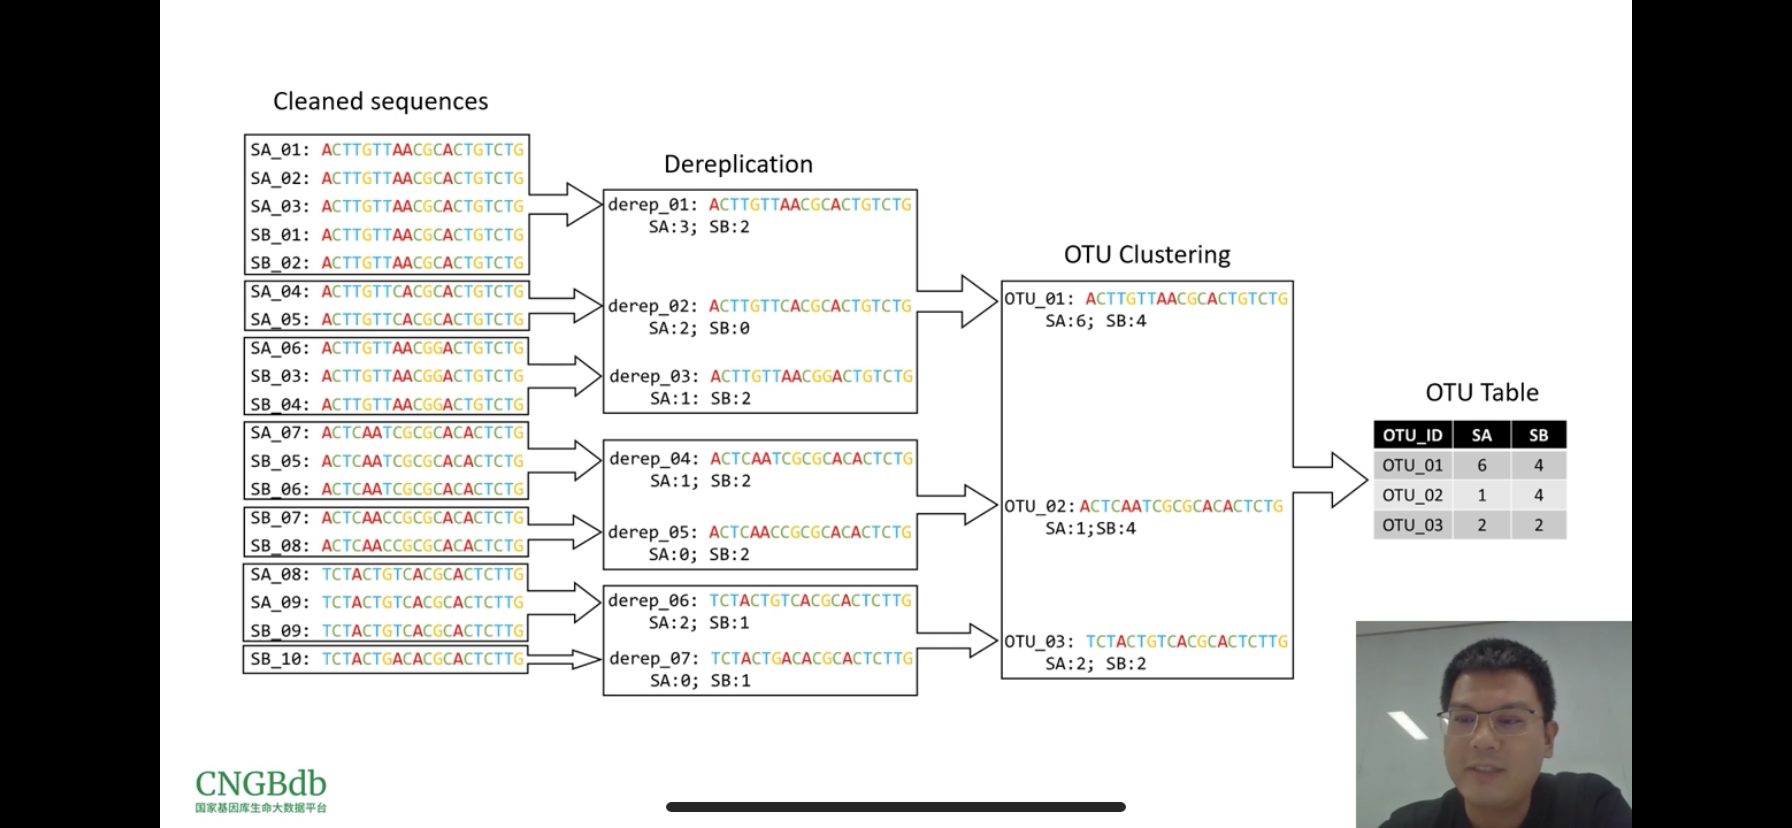 Cleaned sequences
SA_01: ACTTGTTAACGCACTGTCTG
SA_02: ACTTGTTAACGCACTGTCTG
SA_03: ACTTGTTAACGCACTGTCTG
SB_01: ACTTGTTAACGCACTGTCTG
SB_02: ACTTGTTAACGCACTGTCTG
SA_04: ACTTGTTCACGCACTGTCTG
SA_05: ACTTGTTCACGCACTGTCTG
SA_06: ACTTGTTAACGGACTGTCTG
SB_03: ACTTGTTAACGGACTGTCTG
SB_04: ACTTGTTAACGGACTGTCTG
SA_07: ACTCAATCGCGCACACTCTG
SB_05: ACTCAATCGCGCACACTCTG
SB_06: ACTCAATCGCGCACACTCTG
SB_07: ACTCAACCGCGCACACTCTG
SB_08: ACTCAACCGCGCACACTCTG
SA_08: TCTACTGTCACGCACTCTTG
SA_09: TCTACTGTCACGCACTCTTG
SB_09: TCTACTGTCACGCACTCTTG
SB_10: TCTACTGACACGCACTCTTG
Dereplication
derep_01: ACTTGTTAACGCACTGTCTG
SA:3; SB:2
derep_02: ACTTGTTCACGCACTGTCTG
SA:2; SB:0
derep_03: ACTTGTTAACGGACTGTCTG
SA:1: SB:2
derep_04: ACTCAATCGCGCACACTCTG
SA:1; SB:2
derep_05: ACTCAACCGCGCACACTCTG
SA:0; SB:2
derep_06: TCTACTGTCACGCACTCTTG
SA:2; SB:1
derep_07: TCTACTGACACGCACTCTTG
SA:0; SB:1
OTU Clustering
OTU_01: ACTTGTTAACGCACTGTCTG
SA:6; SB:4
OTU_02: ACTCAATCGCGCACACTCTG
SA:1;SB:4
OTU_03: TCTACTGTCACGCACTCTTG
SA:2; SB:2
OTU Table
OTU_ID SA SB
OTU_01 6 4
OTU_02 1 4
OTU_03 2 2
CNGBdb
国家基因库生命大数据平台